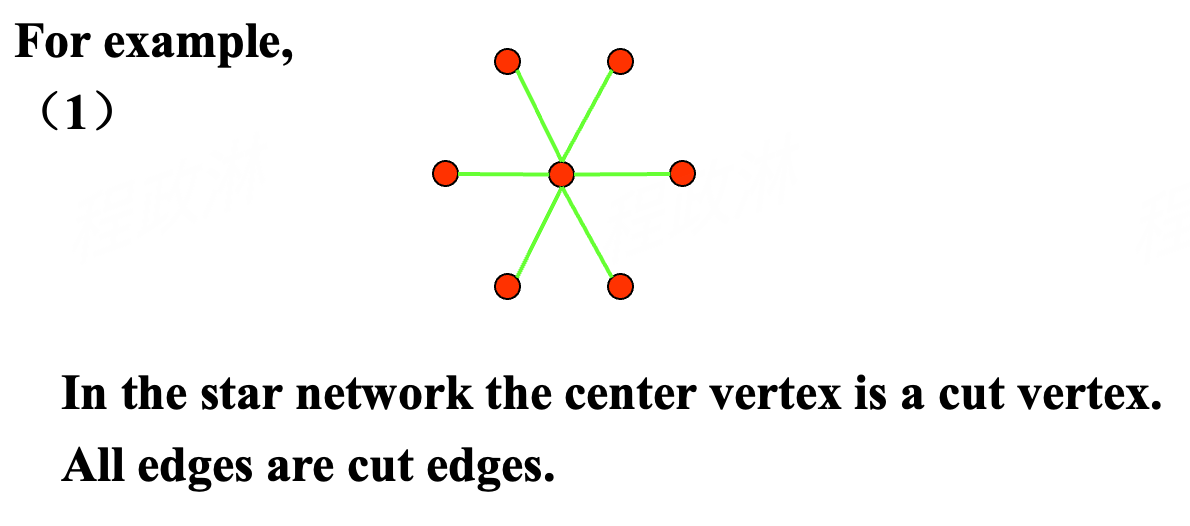 For example,
（1）
In the star network the center vertex is a cut vertex.
All edges are cut edges.